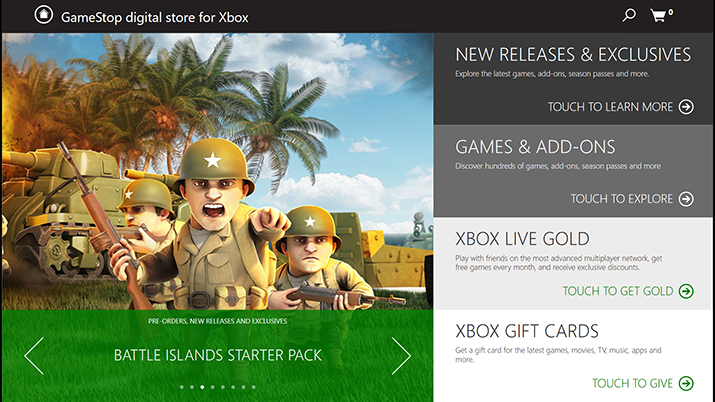 GameStop digital store for Xbox
0
PRE-ORDERS, NEW RELEASES AND EXCLUSIVES
BATTLE ISLANDS STARTER PACK
NEW RELEASES & EXCLUSIVES
Explore the latest games, add-ons, season passes and more.
TOUCH TO LEARN MORE
GAMES & ADD-ONS
Discover hundreds of games, add-ons, season passes and more
TOUCH TO EXPLORE
XBOX LIVE GOLD
Play with friends on the most advanced multiplayer network, get
free games every month, and receive exclusive discounts.
TOUCH TO GET GOLD
XBOX GIFT CARDS
Get a gift card for the latest games, movies, TV, music, apps and
more.
TOUCH TO GIVE